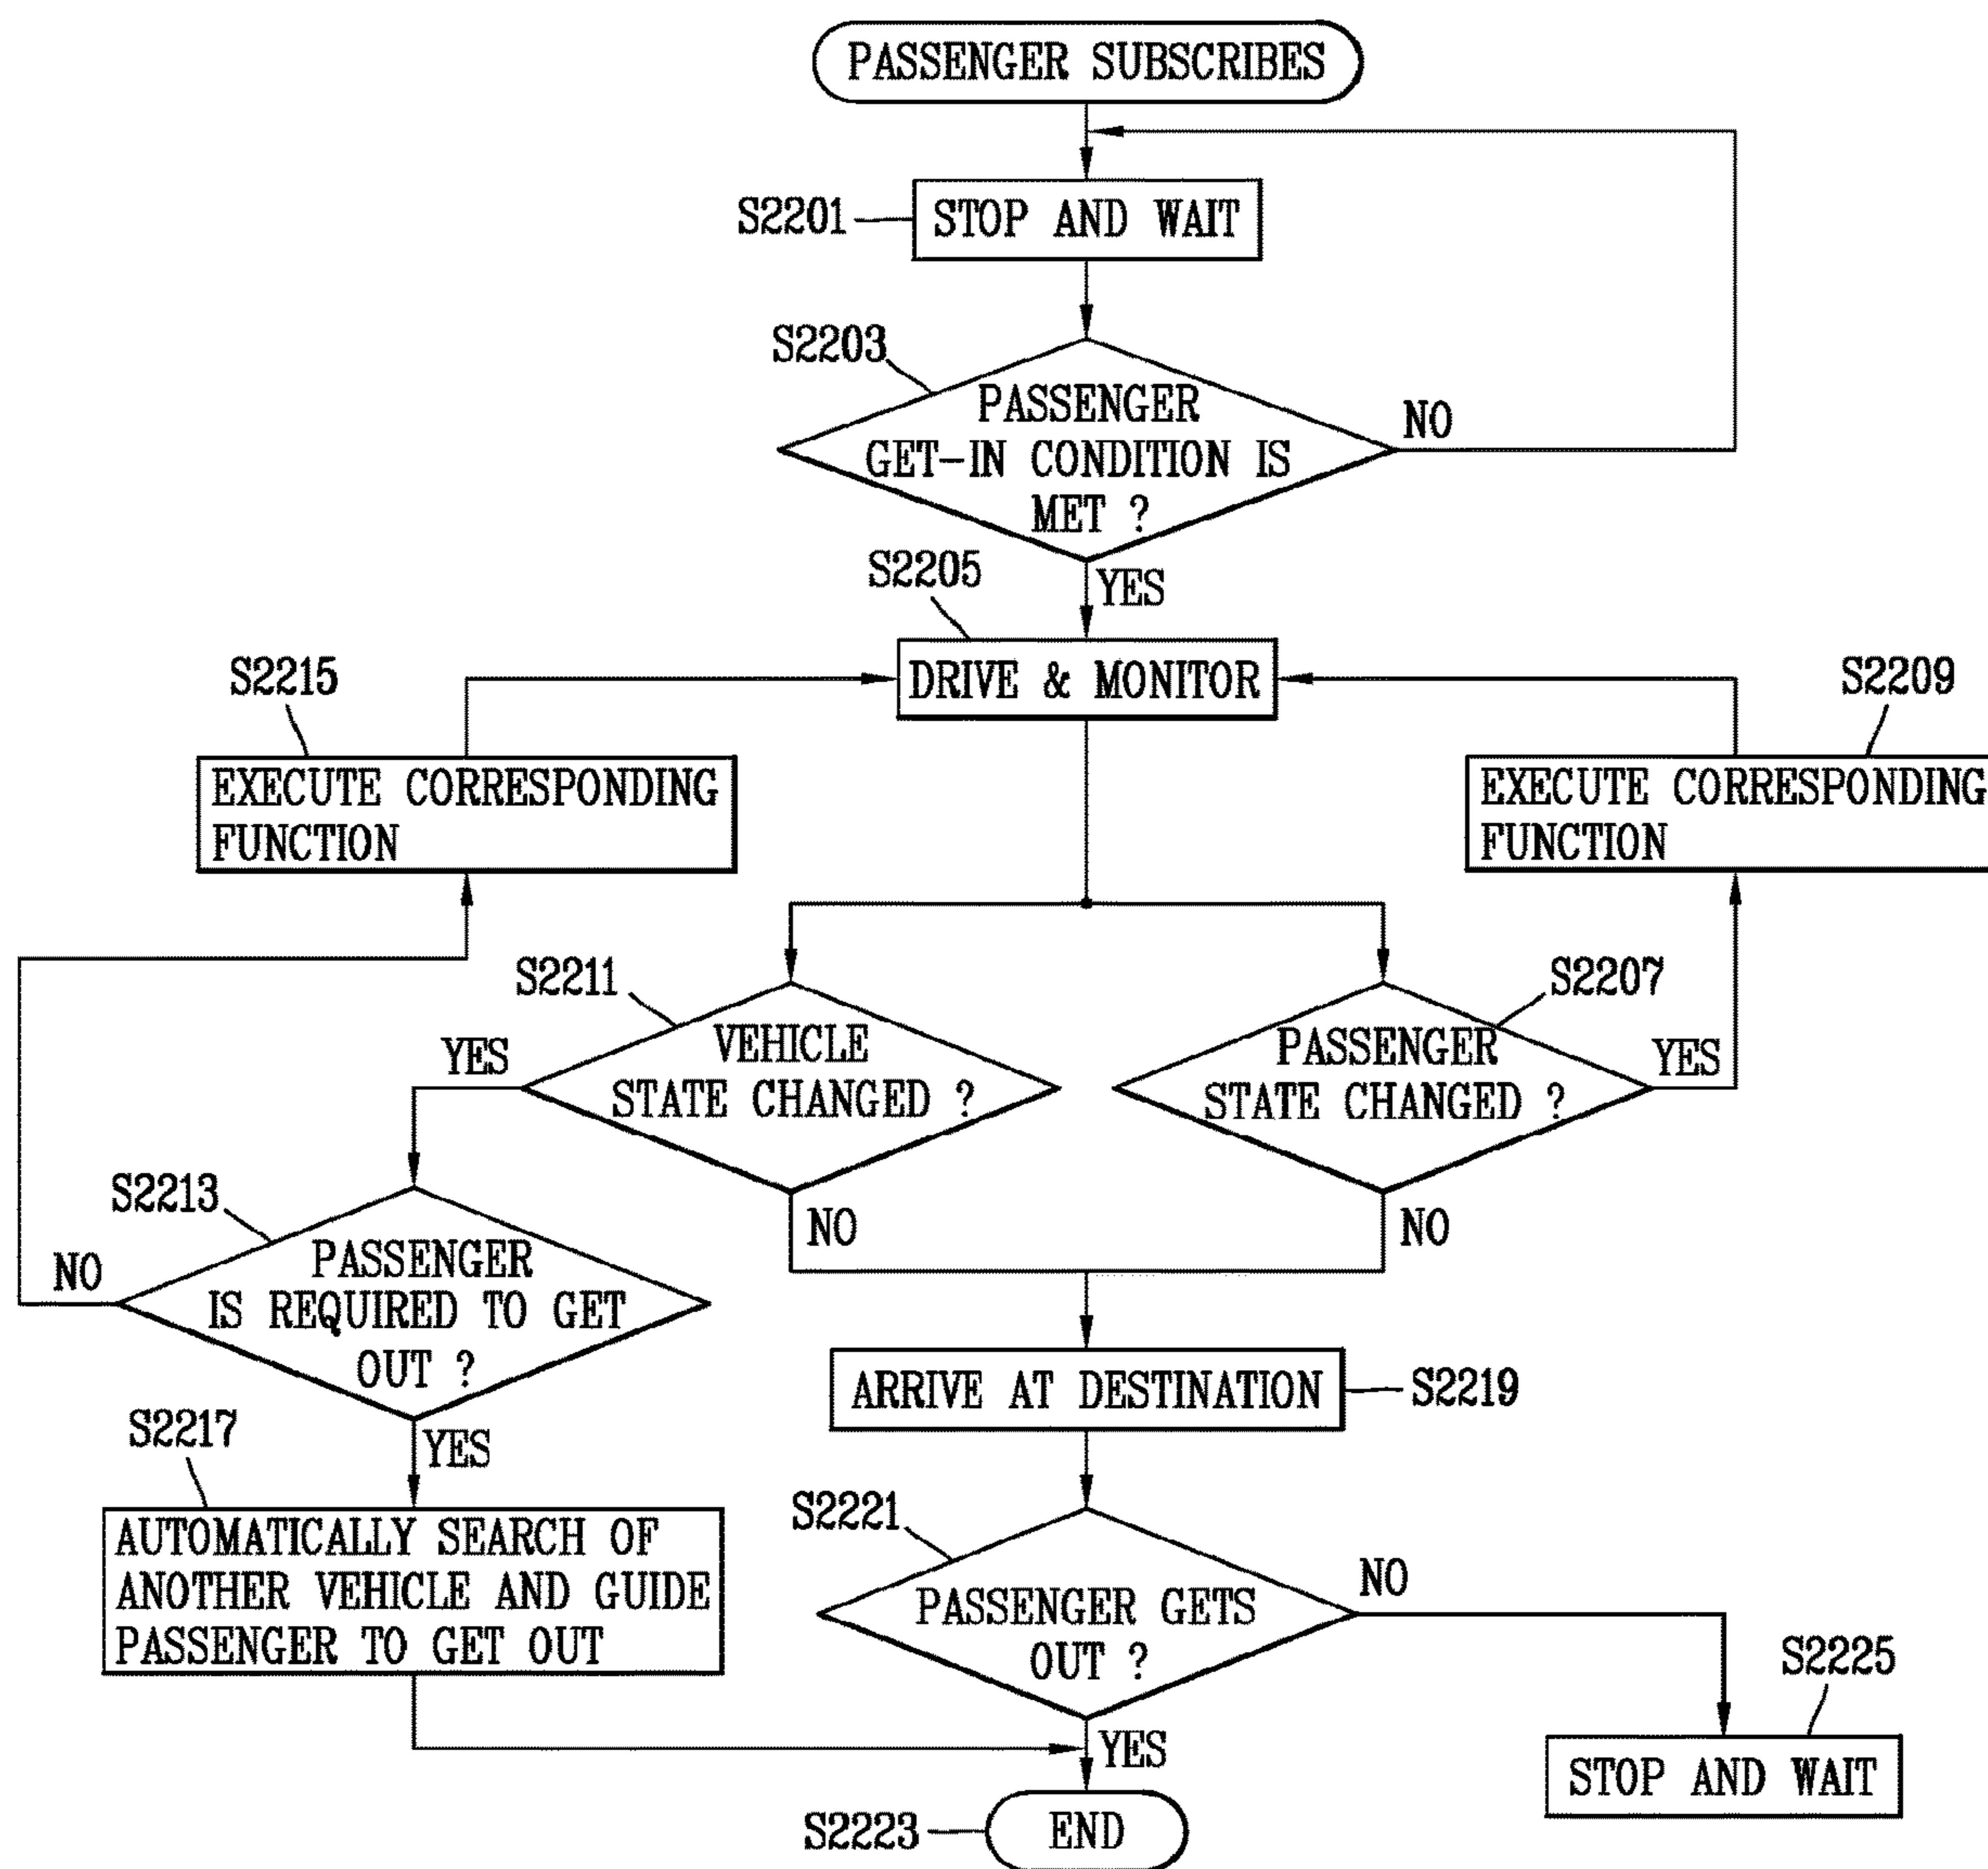 PASSENGER SUBSCRIBES
S2201
STOP AND WAIT
S2203
PASSENGER
GET-IN CONDITION IS
MET ?
NO
YES
S2205
DRIVE & MONITOR
S2215
EXECUTE CORRESPONDING
FUNCTION
S2209
EXECUTE CORRESPONDING
FUNCTION
S2211
VEHICLE
STATE CHANGED ?
YES
NO
S2207
PASSENGER
STATE CHANGED ?
YES
NO
S2213
PASSENGER
IS REQUIRED TO GET
OUT ?
NO
YES
S2217
AUTOMATICALLY SEARCH OF
ANOTHER VEHICLE AND GUIDE
PASSENGER TO GET OUT
ARRIVE AT DESTINATION
S2219
S2221
PASSENGER GETS
OUT ?
NO
YES
S2225
STOP AND WAIT
S2223
END